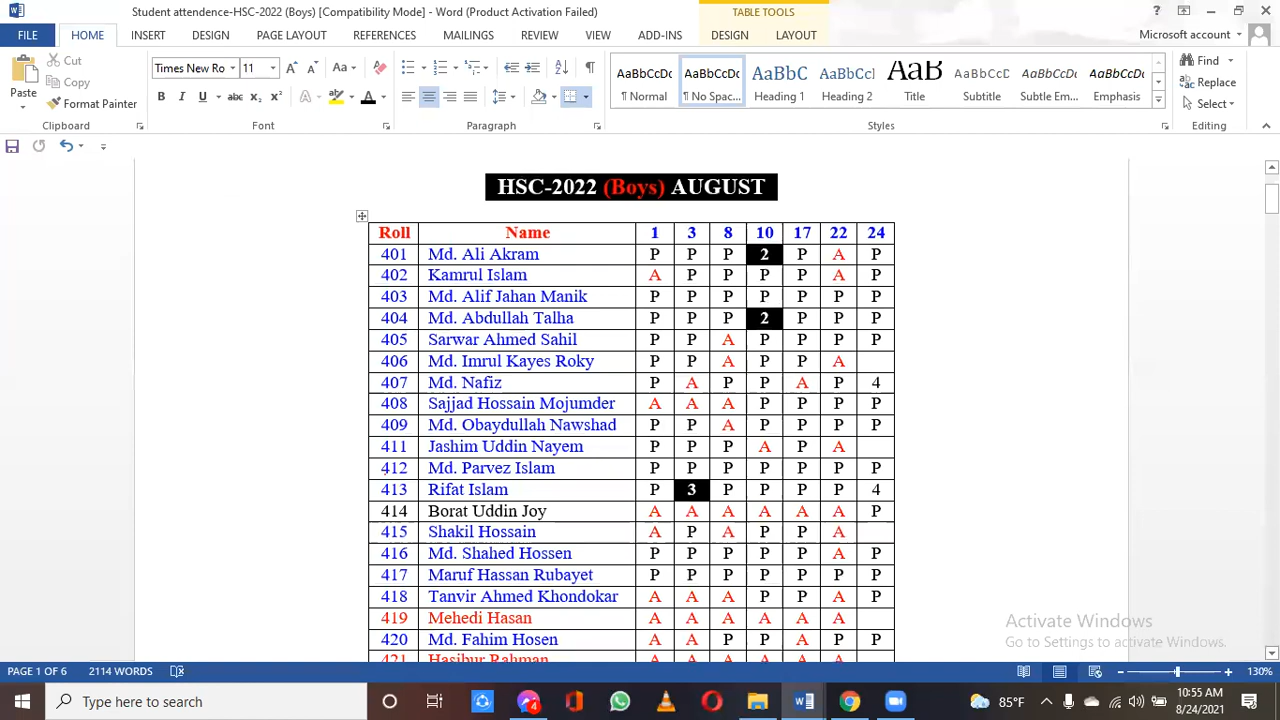 Student attendence-HSC-2022 (Boys) [Compatibility Mode] - Word (Product Activation Failed)
TABLE TOOLS
?
FILE HOME INSERT DESIGN PAGE LAYOUT REFERENCES MAILINGS REVIEW VIEW ADD-INS DESIGN LAYOUT Microsoft account
Paste
Cut
Copy
Format Painter
Times New Ro 11 Aa
B I U abc x₂ x² A A
AaBbCcDc AaBbCcDc AaBbC AaBbCcC AaB AaBbCcD AaBbCcDc AaBbCcDc
¶ Normal ¶ No Spac... Heading 1 Heading 2 Title Subtitle Subtle Em... Emphasis
Find
Replace
Select
Clipboard Font Paragraph Styles Editing
HSC-2022 (Boys) AUGUST
Roll Name 1 3 8 10 17 22 24
401 Md. Ali Akram P P P 2 P A P
402 Kamrul Islam A P P P P A P
403 Md. Alif Jahan Manik P P P P P P P
404 Md. Abdullah Talha P P P 2 P P P
405 Sarwar Ahmed Sahil P P A P P P P
406 Md. Imrul Kayes Roky P P A P P A
407 Md. Nafiz P A P P A P 4
408 Sajjad Hossain Mojumder A A A P P P P
409 Md. Obaydullah Nawshad P P A P P P P
411 Jashim Uddin Nayem P P P A P A
412 Md. Parvez Islam P P P P P P P
413 Rifat Islam P 3 P P P P 4
414 Borat Uddin Joy A A A A A A P
415 Shakil Hossain A P A P P A
416 Md. Shahed Hossen P P P P P A P
417 Maruf Hassan Rubayet P P P P P P P
418 Tanvir Ahmed Khondokar A A A P P A P
419 Mehedi Hasan A A A A A A
420 Md. Fahim Hosen A A P P A P P
421 Hasibur Rahman A A A A A A
Activate Windows
Go to Settings to activate Windows.
PAGE 1 OF 6 2114 WORDS 130%
Type here to search
4
85°F
10:55 AM
8/24/2021